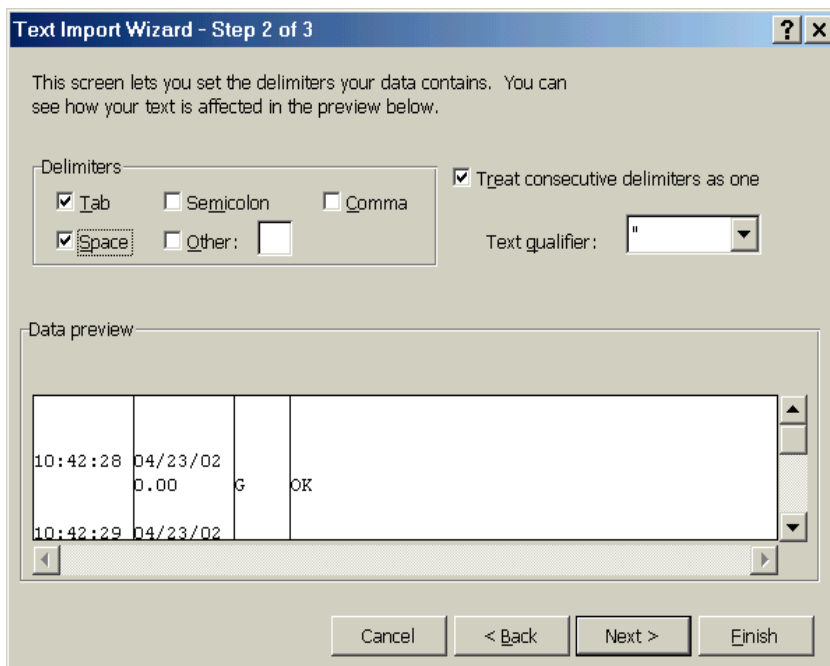 Text Import Wizard - Step 2 of 3
This screen lets you set the delimiters your data contains. You can
see how your text is affected in the preview below.
Delimiters
Tab Semicolon Comma
Space Other:
Treat consecutive delimiters as one
Text qualifier: "
Data preview
10:42:28 04/23/02
0.00 G OK
10:42:29 04/23/02
Cancel < Back Next > Finish